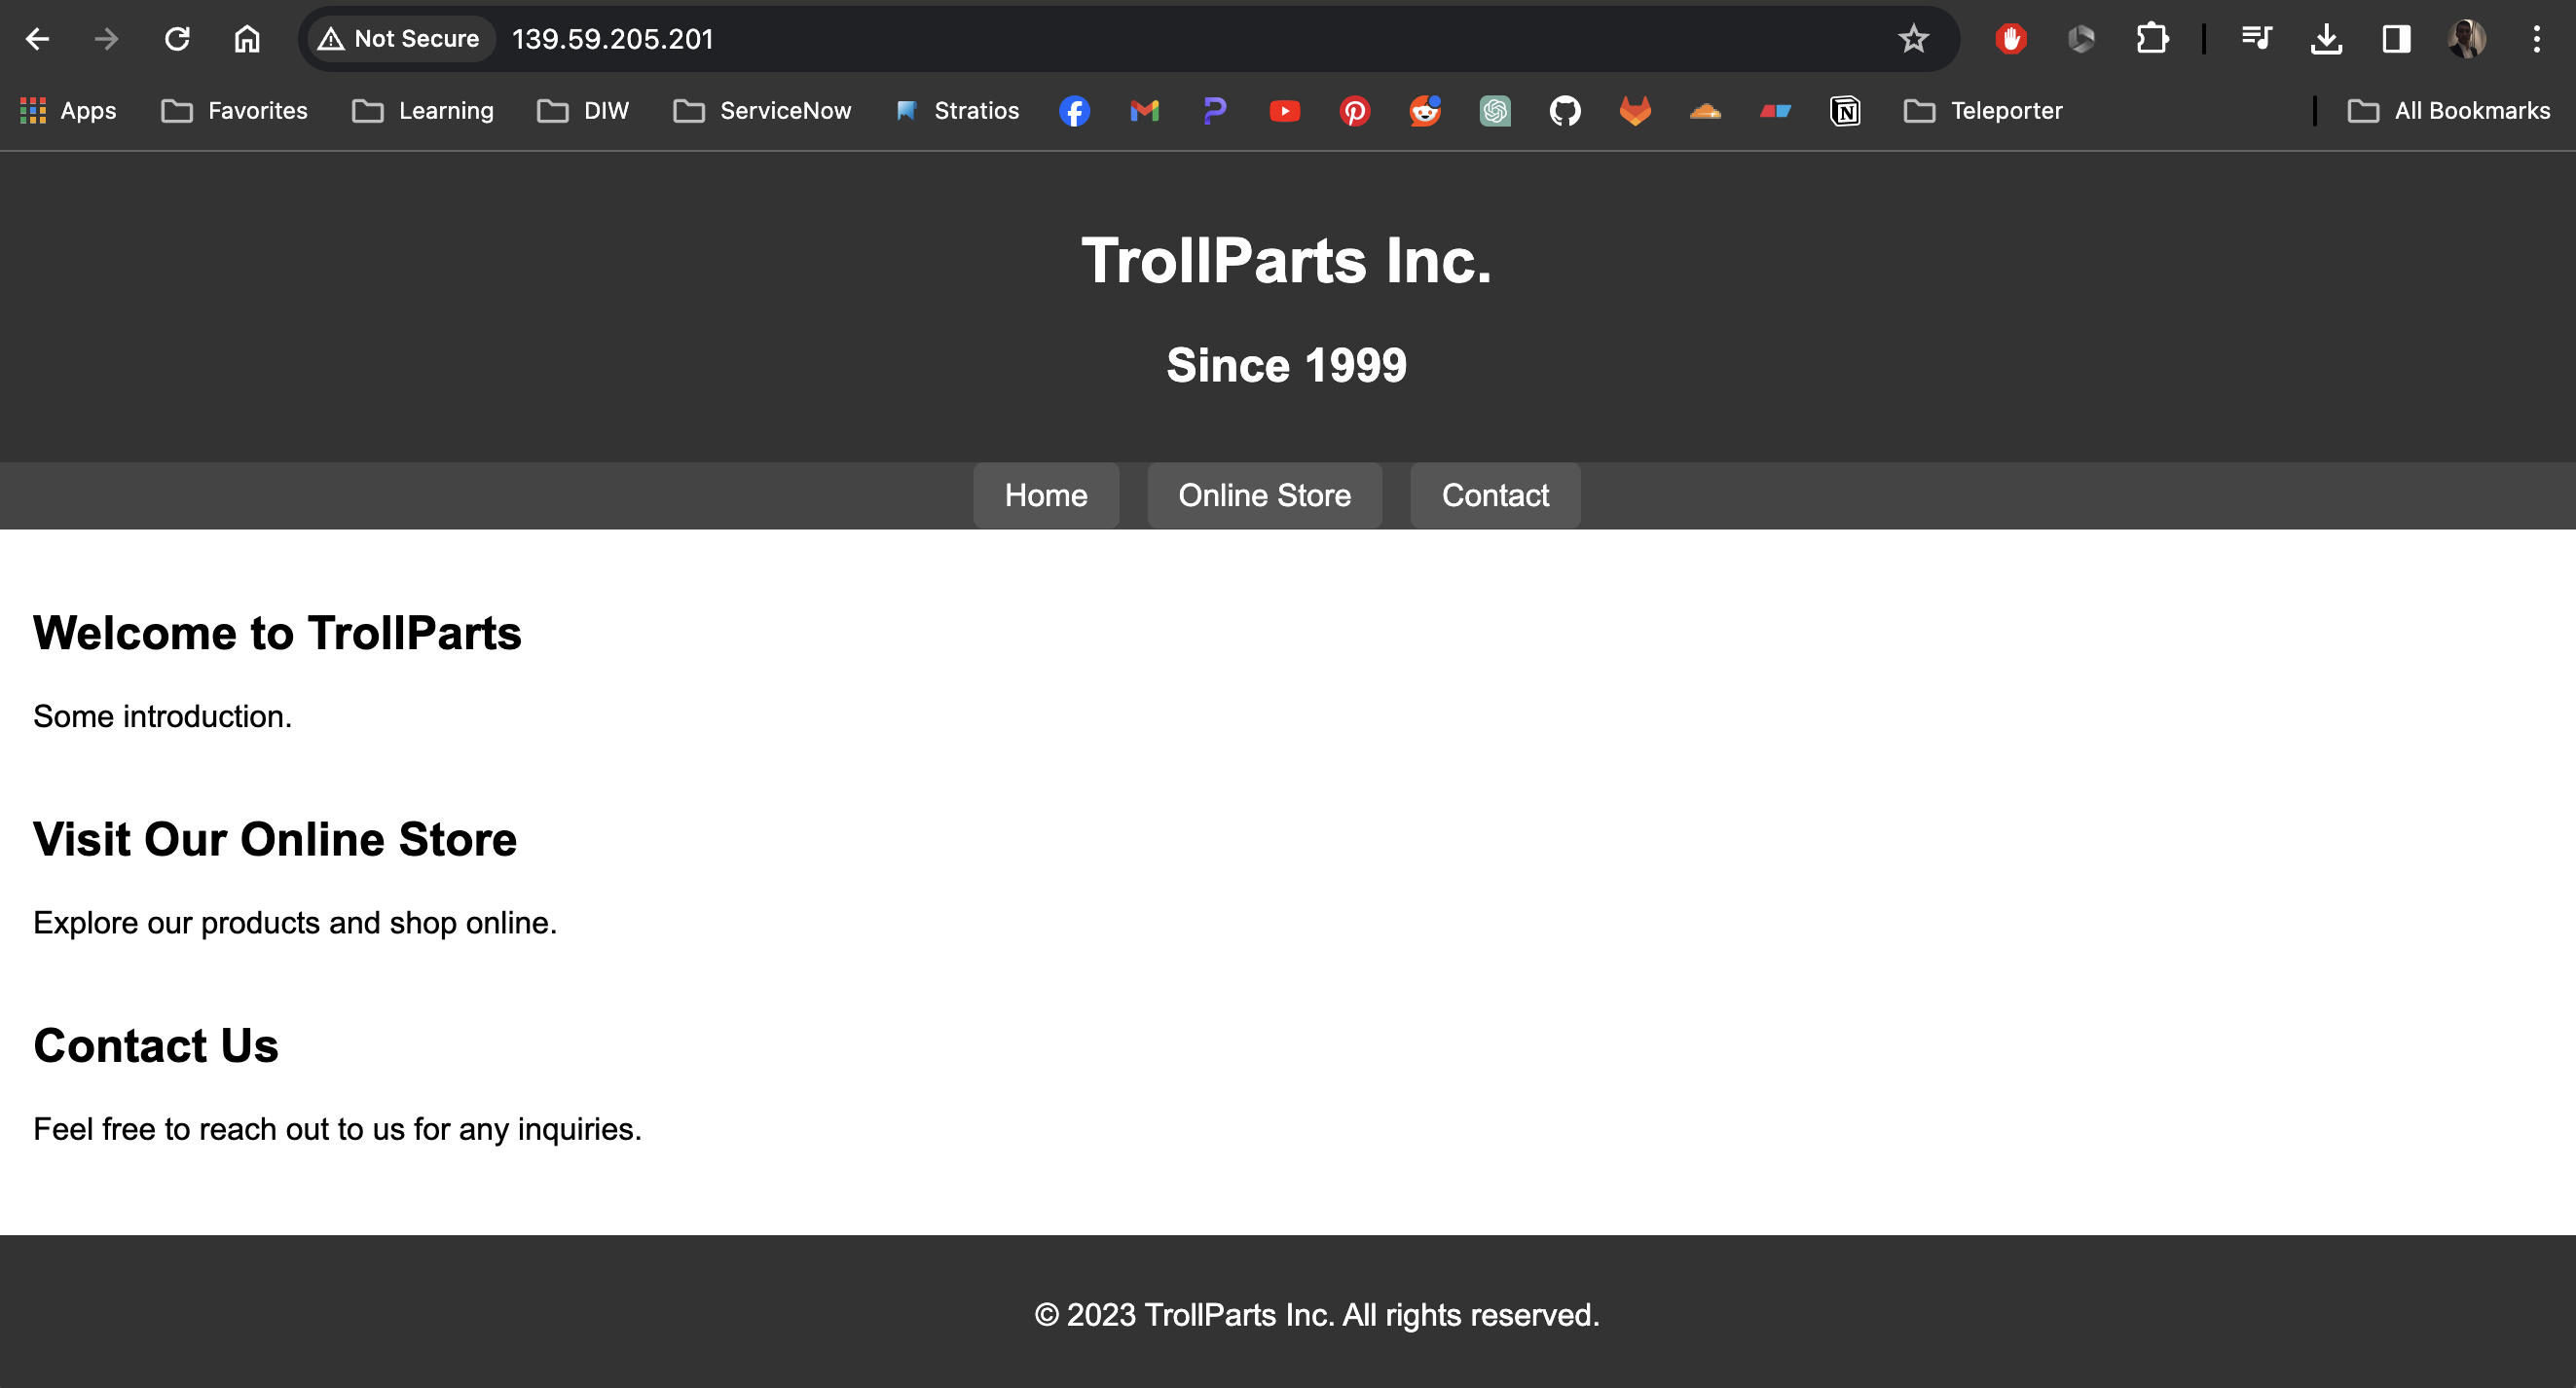 Not Secure 139.59.205.201
Apps Favorites Learning DIW ServiceNow Stratios Teleporter All Bookmarks
TrollParts Inc.
Since 1999
Home Online Store Contact
Welcome to TrollParts
Some introduction.
Visit Our Online Store
Explore our products and shop online.
Contact Us
Feel free to reach out to us for any inquiries.
© 2023 TrollParts Inc. All rights reserved.